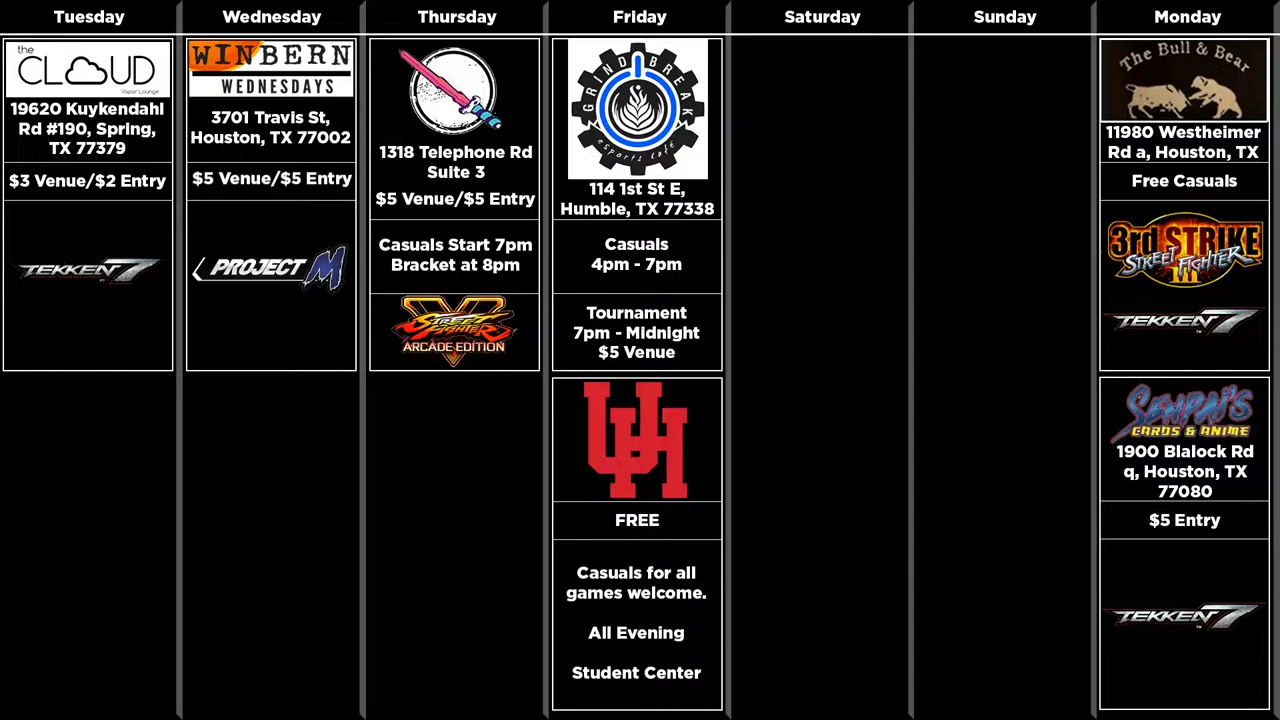 Tuesday
Wednesday
Thursday
Friday
Saturday
Sunday
Monday
the
CLOUD
Vapor Lounge
19620 Kuykendahl
Rd #190, Spring,
TX 77379
$3 Venue/$2 Entry
TEKKEN 7
WINBERN
WEDNESDAYS
3701 Travis St,
Houston, TX 77002
$5 Venue/$5 Entry
PROJECT M
1318 Telephone Rd
Suite 3
$5 Venue/$5 Entry
Casuals Start 7pm
Bracket at 8pm
V
STREET
FIGHTER
ARCADE EDITION
GRIND BREAK
eSports cafe
114 1st St E,
Humble, TX 77338
Casuals
4pm - 7pm
Tournament
7pm - Midnight
$5 Venue
UH
FREE
Casuals for all
games welcome.
All Evening
Student Center
The Bull & Bear
11980 Westheimer
Rd a, Houston, TX
Free Casuals
3rd STRIKE
STREET FIGHTER
III
TEKKEN 7
SENPAI'S
CARDS & ANIME
1900 Blalock Rd
q, Houston, TX
77080
$5 Entry
TEKKEN 7